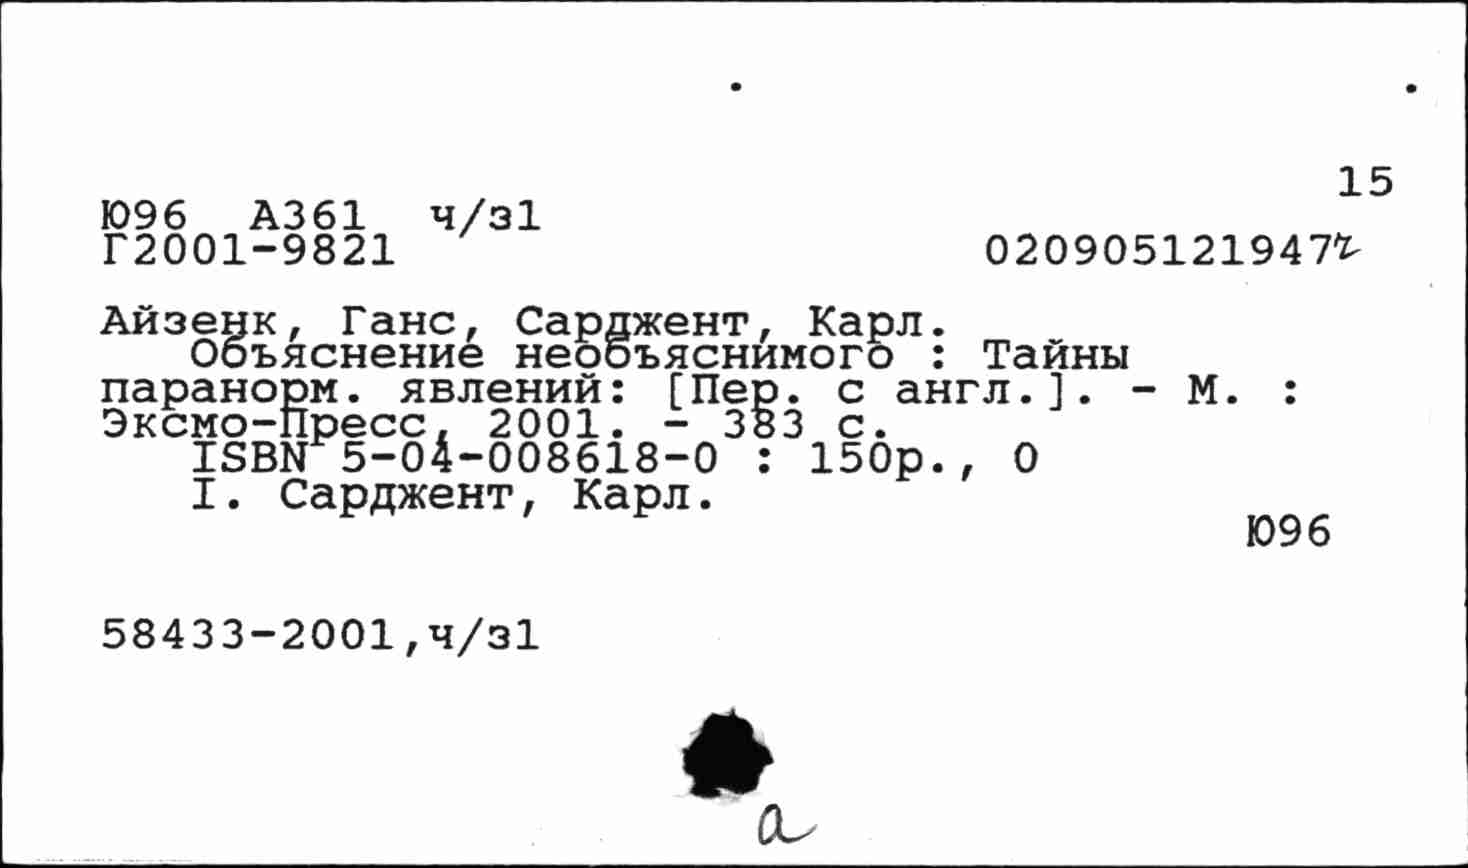 15
Ю96 А361 ч/з1
Г2001-9821 020905121947г
Айзенк, Ганс, Сарджент, Карл.
Объяснение необъяснимого : Тайны
паранорм. явлений: [Пер. с англ.]. - М. :
Эксмо-Пресс, 2001. - 383 с.
ISBN 5-04-008618-0 : 150р., 0
I. Сарджент, Карл.
Ю96
58433-2001,ч/з1
а